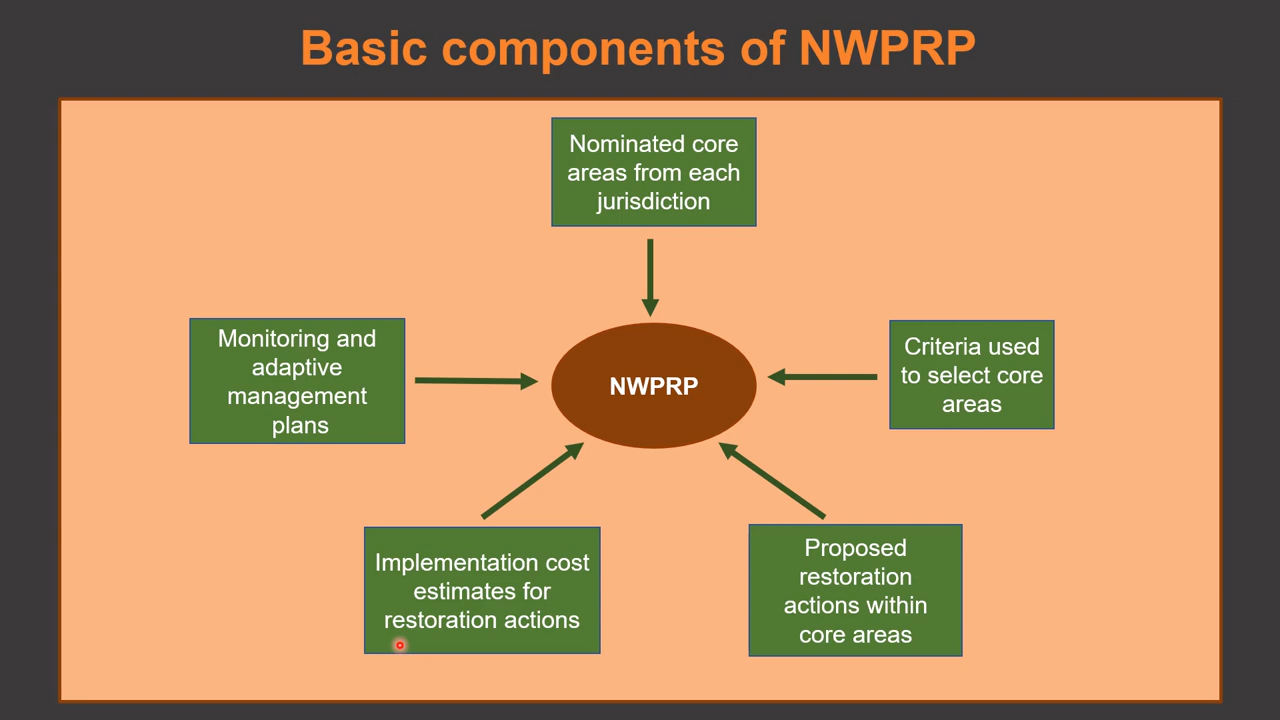 Basic components of NWPRP
Nominated core
areas from each
jurisdiction
Monitoring and
adaptive
management
plans
NWPRP
Criteria used
to select core
areas
Implementation cost
estimates for
restoration actions
Proposed
restoration
actions within
core areas